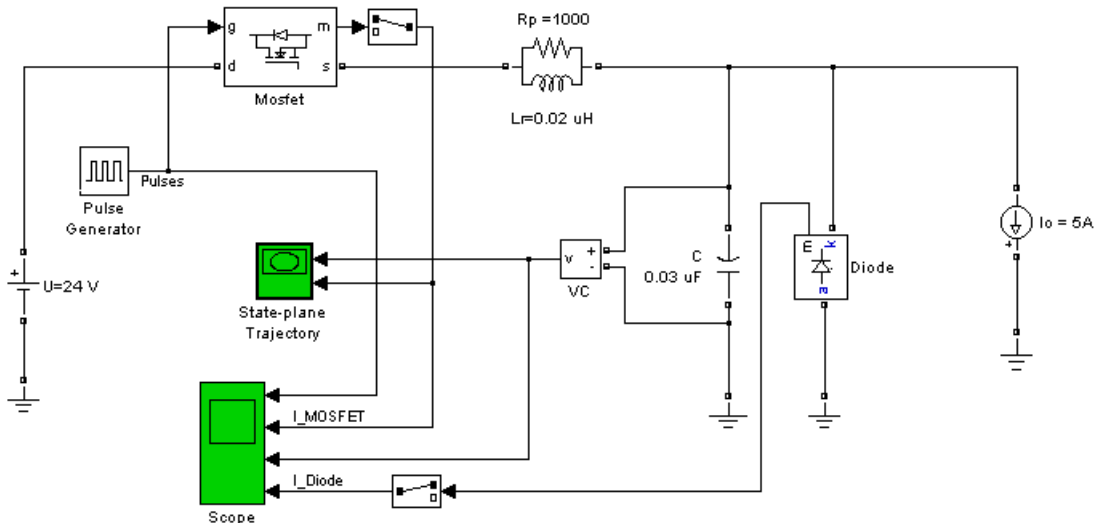 Rp =1000
g
m
d
s
Mosfet
Lr=0.02 uH
Pulses
Pulse
Generator
Io = 5A
+
E
k
a
Diode
v
+
-
VC
C
0.03 uF
+
U=24 V
State-plane
Trajectory
I_MOSFET
I_Diode
Scope